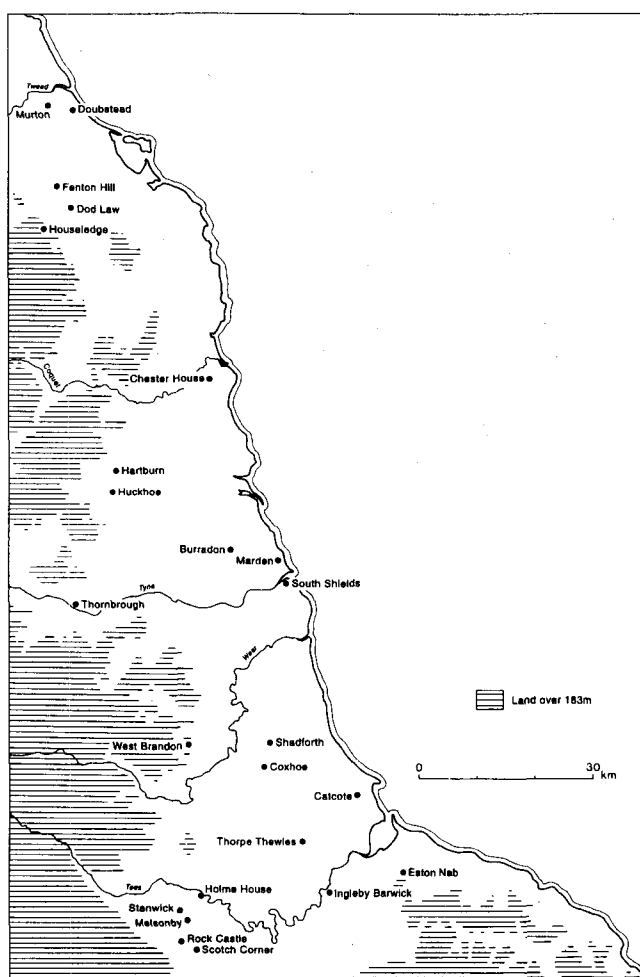 Tweed
Murton
Doubstead
Fenton Hill
Dod Law
Houseledge
Coquet
Chester House
Hartburn
Huckhoe
Burradon
Marden
South Shields
Tyne
Thornbrough
Wear
Land over 183m
West Brandon
Shadforth
Coxhoe
0 30
km
Catcote
Thorpe Thewles
Eston Nab
Tees
Holme House
Ingleby Barwick
Stanwick
Melsonby
Rock Castle
Scotch Corner